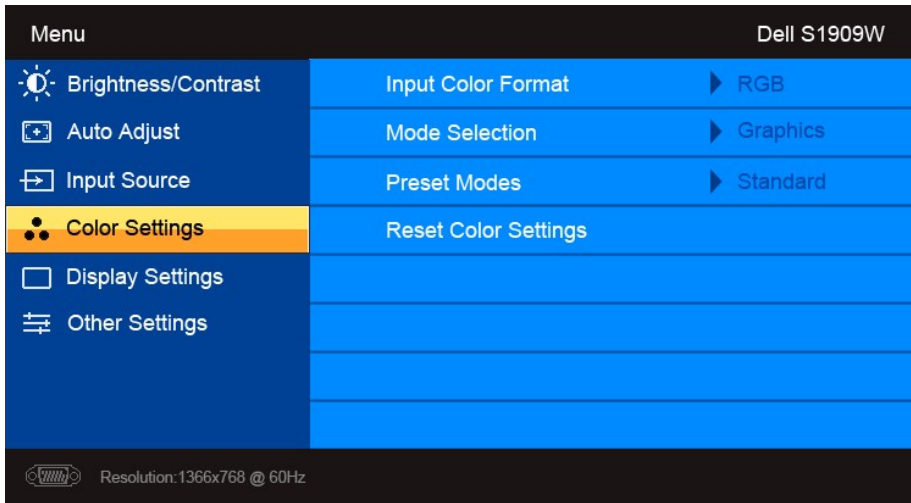 Menu Dell S1909W
Brightness/Contrast
Auto Adjust
Input Source
Color Settings
Display Settings
Other Settings
Input Color Format RGB
Mode Selection Graphics
Preset Modes Standard
Reset Color Settings
Resolution:1366x768 @ 60Hz